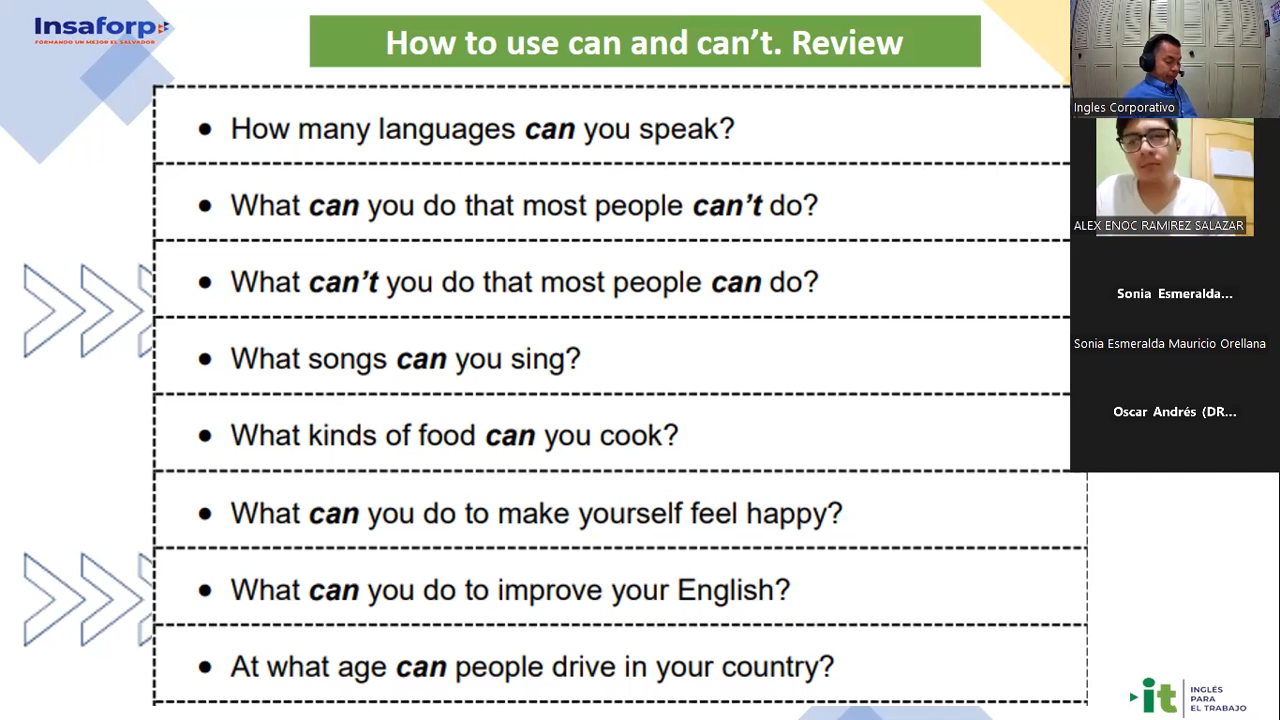 Insaforp
FORMANDO UN MEJOR EL SALVADOR
How to use can and can't. Review
• How many languages can you speak?
• What can you do that most people can't do?
• What can't you do that most people can do?
• What songs can you sing?
• What kinds of food can you cook?
• What can you do to make yourself feel happy?
• What can you do to improve your English?
• At what age can people drive in your country?
Ingles Corporativo
ALEX ENOC RAMIREZ SALAZAR
Sonia Esmeralda...
Sonia Esmeralda Mauricio Orellana
Oscar Andrés (DR...
it
INGLÉS
PARA
EL TRABAJO